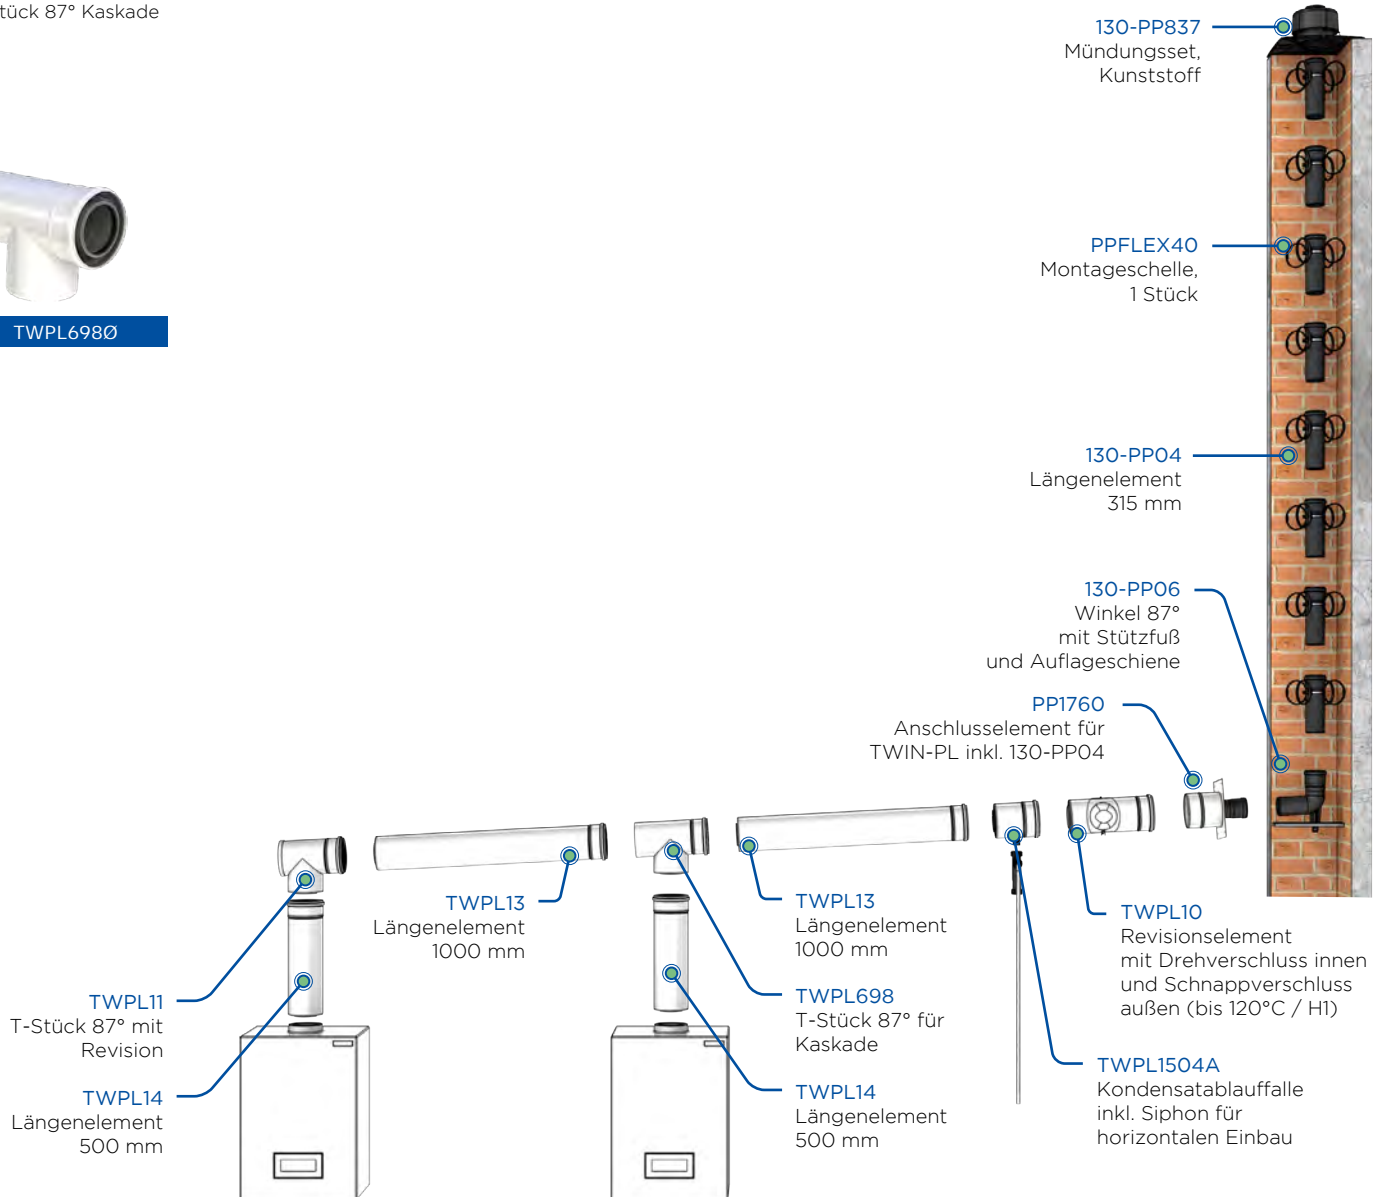 87° Kaskade
TWPL698Ø
130-PP837
Mündungsset,
Kunststoff
PPFLEX40
Montageschelle,
1 Stück
130-PP04
Längenelement
315 mm
130-PP06
Winkel 87°
mit Stützfuß
und Auflageschiene
PP1760
Anschlusselement für
TWIN-PL inkl. 130-PP04
TWPL13
Längenelement
1000 mm
TWPL13
Längenelement
1000 mm
TWPL10
Revisionselement
mit Drehverschluss innen
und Schnappverschluss
außen (bis 120°C / H1)
TWPL11
T-Stück 87° mit
Revision
TWPL698
T-Stück 87° für
Kaskade
TWPL14
Längenelement
500 mm
TWPL14
Längenelement
500 mm
TWPL1504A
Kondensatablauffalle
inkl. Siphon für
horizontalen Einbau